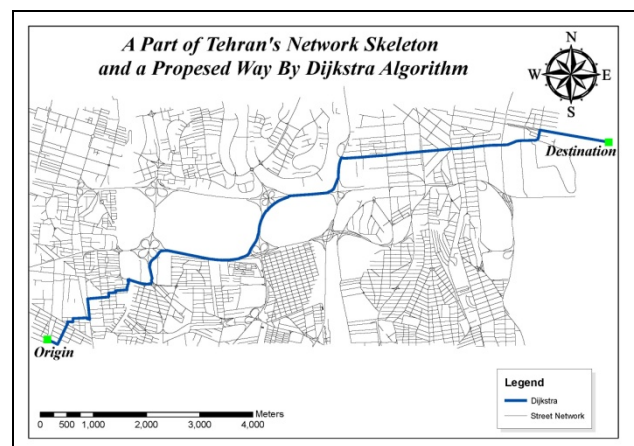 A Part of Tehran's Network Skeleton
and a Propesed Way By Dijkstra Algorithm
N
W E
S
Destination
Origin
Legend
Dijkstra
Street Network
Meters
0 500 1,000 2,000 3,000 4,000